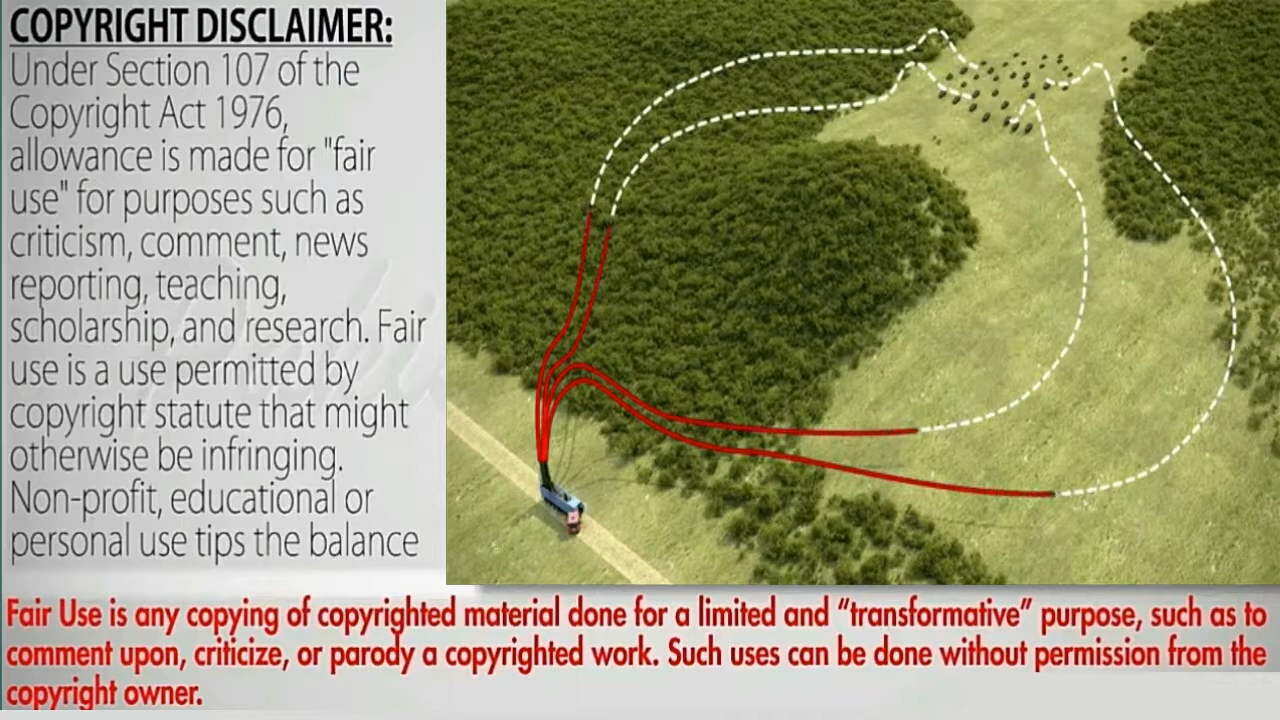 COPYRIGHT DISCLAIMER:
Under Section 107 of the
Copyright Act 1976,
allowance is made for "fair
use" for purposes such as
criticism, comment, news
reporting, teaching,
scholarship, and research. Fair
use is a use permitted by
copyright statute that might
otherwise be infringing.
Non-profit, educational or
personal use tips the balance
Fair Use is any copying of copyrighted material done for a limited and “transformative” purpose, such as to
comment upon, criticize, or parody a copyrighted work. Such uses can be done without permission from the
copyright owner.